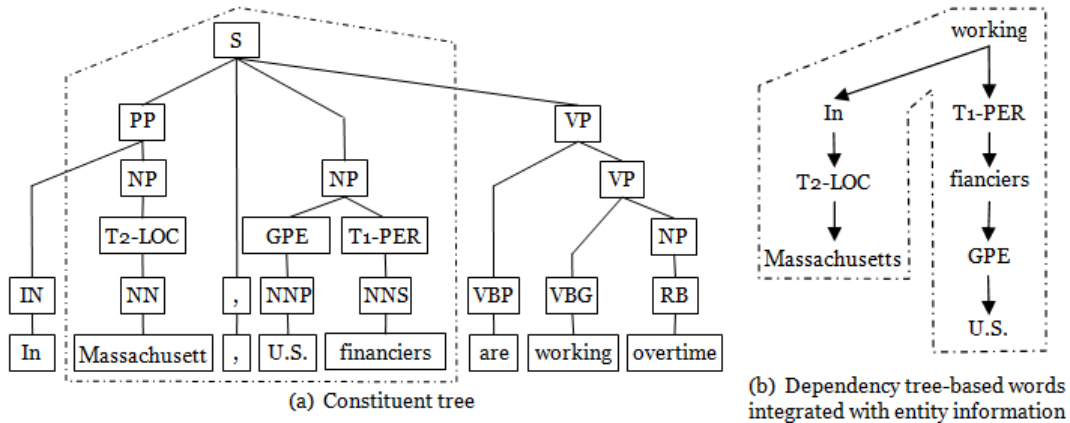 S
PP
VP
NP
NP
VP
T2-LOC
GPE
T1-PER
NP
IN
NN
,
NNP
NNS
VBP
VBG
RB
In
Massachusett
,
U.S.
financiers
are
working
overtime
(a) Constituent tree
working
In
T1-PER
T2-LOC
fianciers
Massachusetts
GPE
U.S.
(b) Dependency tree-based words
integrated with entity information